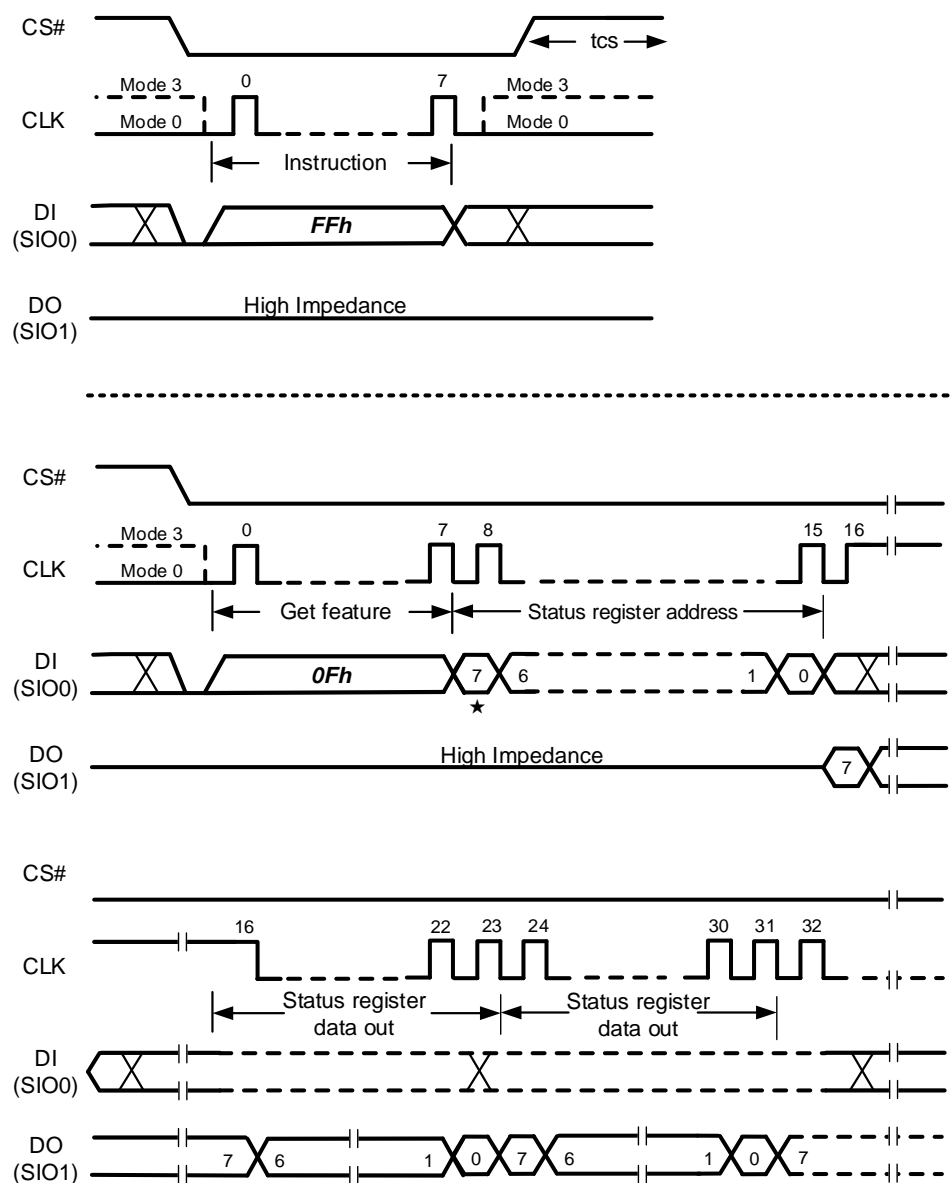 CS#
tcs
Mode 3 0 7 Mode 3
CLK
Mode 0 Mode 0
Instruction
DI
(SIO0)
FFh
DO
(SIO1)
High Impedance
CS#
Mode 3 0 7 8 15 16
CLK
Mode 0
Get feature Status register address
DI
(SIO0)
0Fh 7 6 1 0
★
DO
(SIO1)
High Impedance
7
CS#
16 22 23 24 30 31 32
CLK
Status register
data out
Status register
data out
DI
(SIO0)
DO
(SIO1)
7 6 1 0 7 6 1 0 7